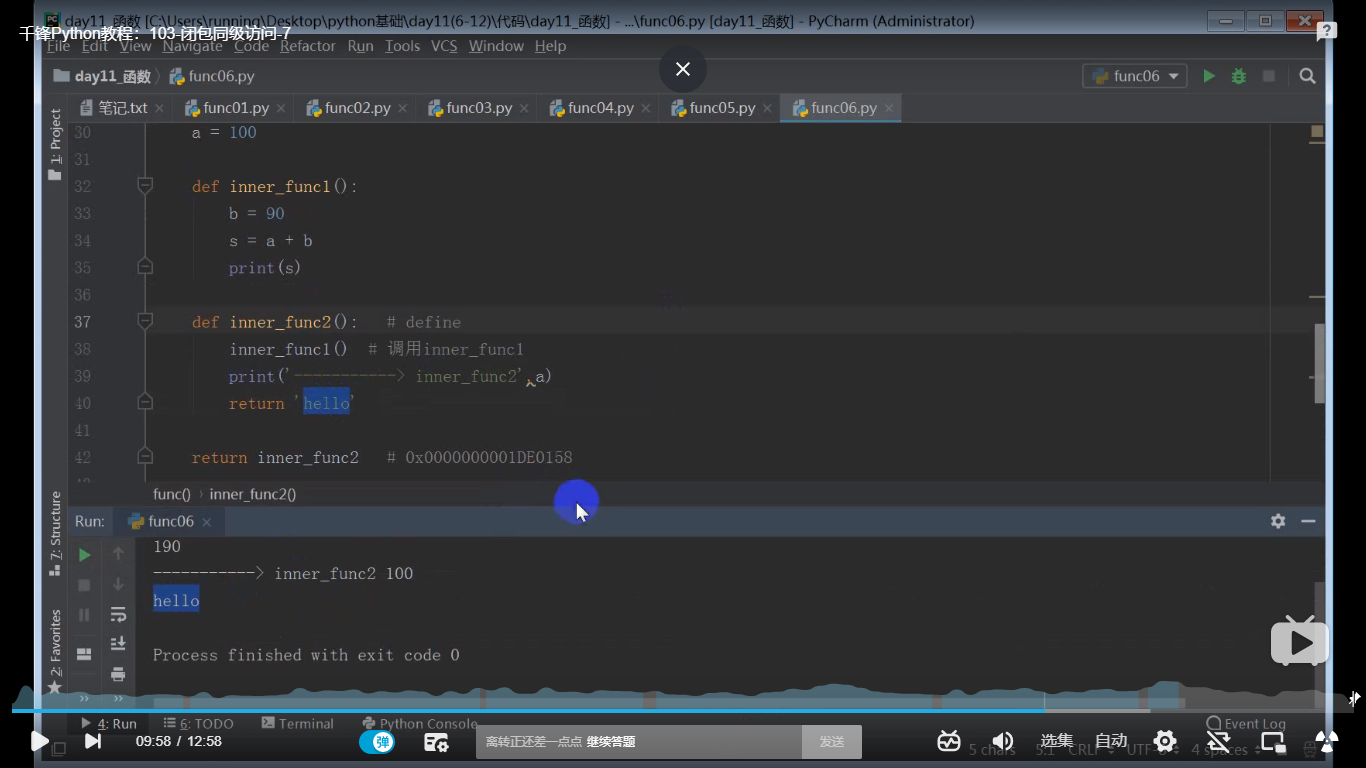 day11_函数 [C:\Users\running\Desktop\python基础\day11(6-12)\代码\day11_函数] - ...\func06.py [day11_函数] - PyCharm (Administrator)
千锋Python教程：103-闭包同级访问-7
File Edit View Navigate Code Refactor Run Tools VCS Window Help
day11_函数 func06.py func06
笔记.txt func01.py func02.py func03.py func04.py func05.py func06.py
1: Project
30 a = 100
31
32 def inner_func1():
33 b = 90
34 s = a + b
35 print(s)
36
37 def inner_func2(): # define
38 inner_func1() # 调用inner_func1
39 print('-----------> inner_func2',a)
40 return 'hello'
41
42 return inner_func2 # 0x0000000001DE0158
func() › inner_func2()
7: Structure
Run: func06
190
-----------> inner_func2 100
hello
2: Favorites
Process finished with exit code 0
4: Run 6: TODO Terminal Python Console Event Log
09:58 / 12:58 弹 离转正还差一点点 继续答题 发送 选集 自动
5 chars 5:1 CRLF UTF-8 4 spaces